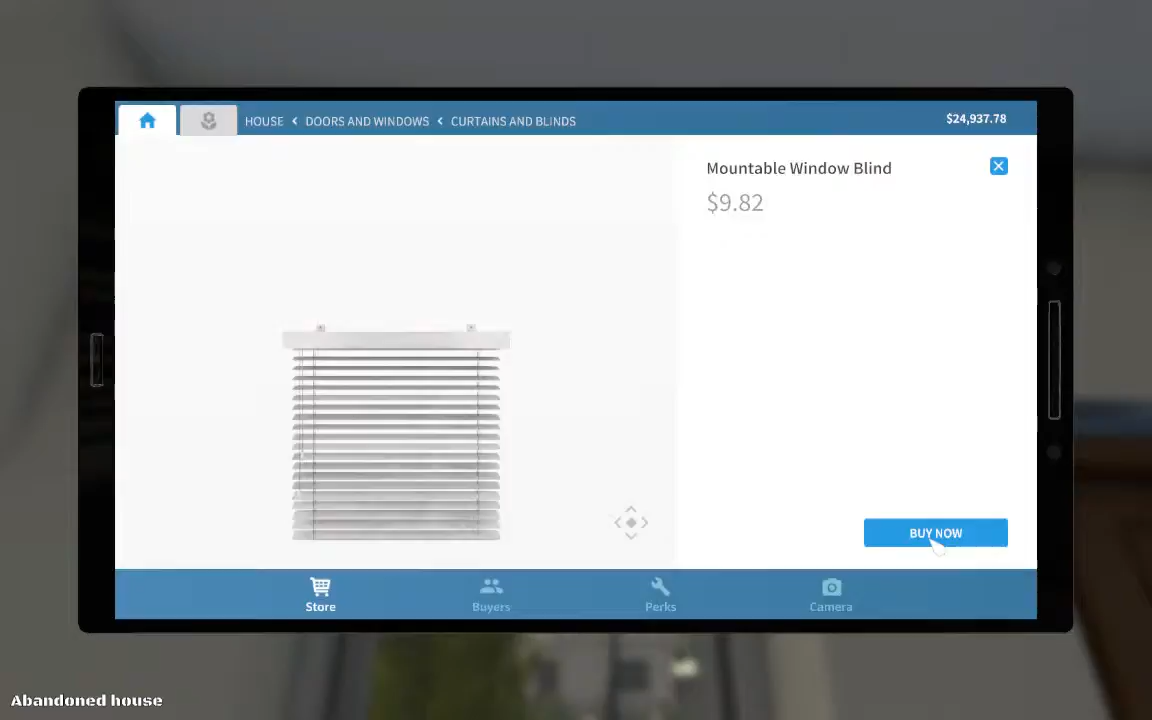 HOUSE < DOORS AND WINDOWS < CURTAINS AND BLINDS
$24,937.78
Mountable Window Blind
$9.82
BUY NOW
Store
Buyers
Perks
Camera
Abandoned house